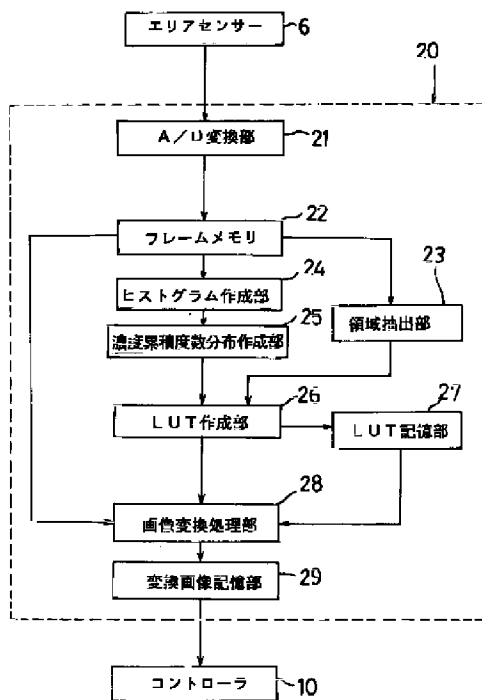 エリアセンサー
6
20
A/D変換部
21
フレームメモリ
22
ヒストグラム作成部
24
23
領域抽出部
濃度累積度数分布作成部
25
LUT作成部
26
27
LUT記憶部
画像変換処理部
28
変換画像記憶部
29
コントローラ
10